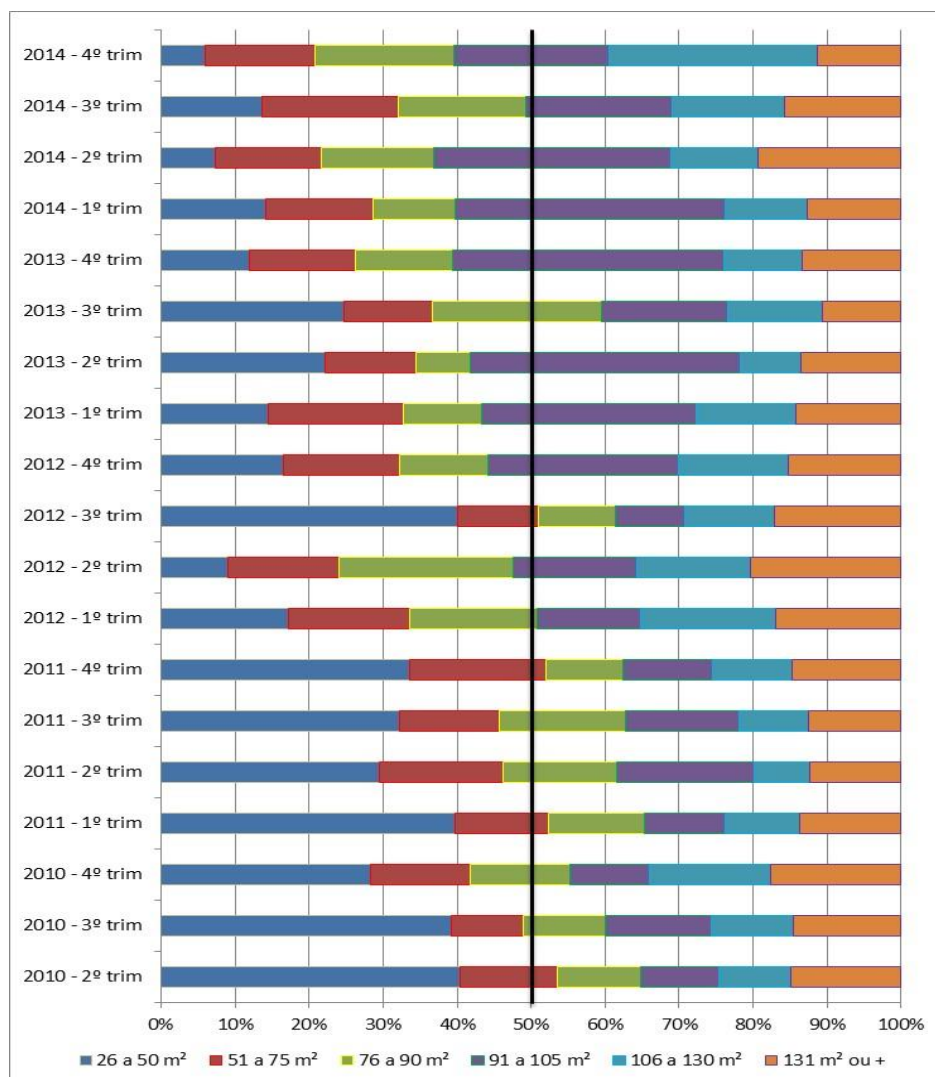 2014 - 4º trim
2014 - 3º trim
2014 - 2º trim
2014 - 1º trim
2013 - 4º trim
2013 - 3º trim
2013 - 2º trim
2013 - 1º trim
2012 - 4º trim
2012 - 3º trim
2012 - 2º trim
2012 - 1º trim
2011 - 4º trim
2011 - 3º trim
2011 - 2º trim
2011 - 1º trim
2010 - 4º trim
2010 - 3º trim
2010 - 2º trim
0% 10% 20% 30% 40% 50% 60% 70% 80% 90% 100%
26 a 50 m² 51 a 75 m² 76 a 90 m² 91 a 105 m² 106 a 130 m² 131 m² ou +